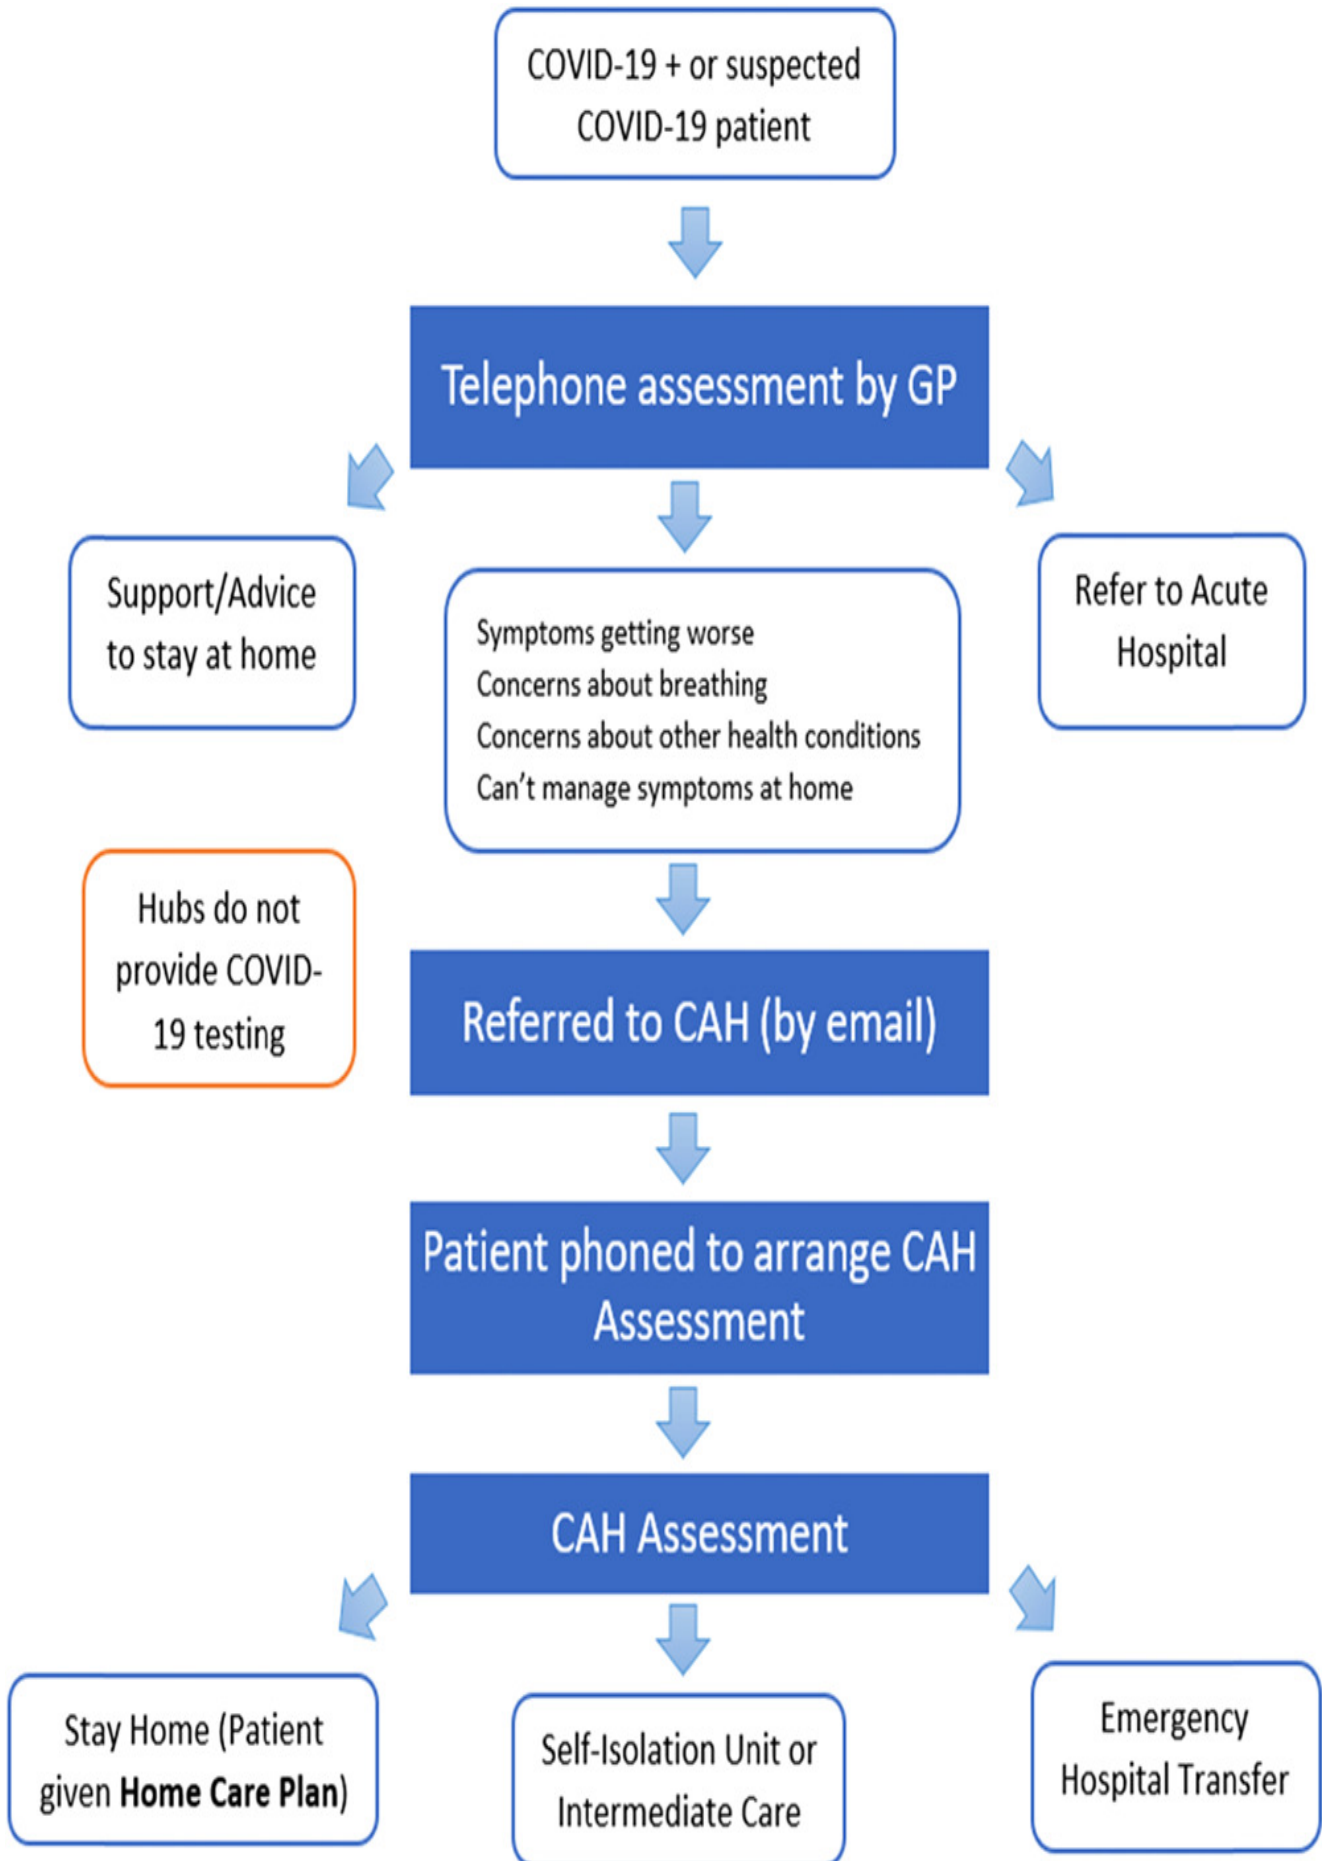 COVID-19 + or suspected
COVID-19 patient
Telephone assessment by GP
Support/Advice
to stay at home
Symptoms getting worse
Concerns about breathing
Concerns about other health conditions
Can't manage symptoms at home
Refer to Acute
Hospital
Hubs do not
provide COVID-
19 testing
Referred to CAH (by email)
Patient phoned to arrange CAH
Assessment
CAH Assessment
Stay Home (Patient
given Home Care Plan)
Self-Isolation Unit or
Intermediate Care
Emergency
Hospital Transfer